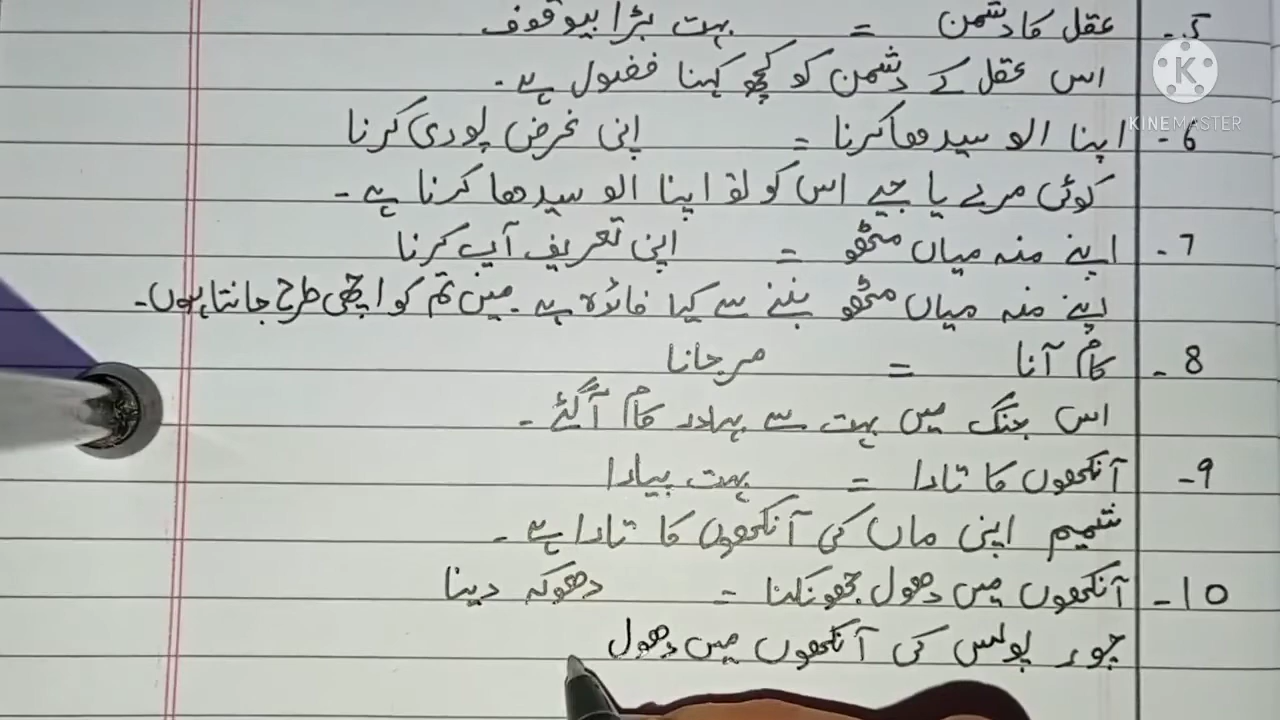 5- عقل کا دشمن = بہت بڑا بیوقوف
اس عقل کے دشمن کو کچھ کہنا فضول ہے۔
6- اپنا الو سیدھا کرنا = اپنی غرض پوری کرنا
کوئی مرے یا جیے اس کو تو اپنا الو سیدھا کرنا ہے۔
7- اپنے منہ میاں مٹھو = اپنی تعریف آپ کرنا
اپنے منہ میاں مٹھو بننے سے کیا فائدہ ہے۔ میں تم کو اچھی طرح جانتا ہوں۔
8- کام آنا = مرجانا
اس جنگ میں بہت سے بہادر کام آگئے۔
9- آنکھوں کا تارا = بہت پیارا
شمیم اپنی ماں کی آنکھوں کا تارا ہے۔
10- آنکھوں میں دھول جھونکنا = دھوکہ دینا
چور پولس کی آنکھوں میں دھول
KINEMASTER